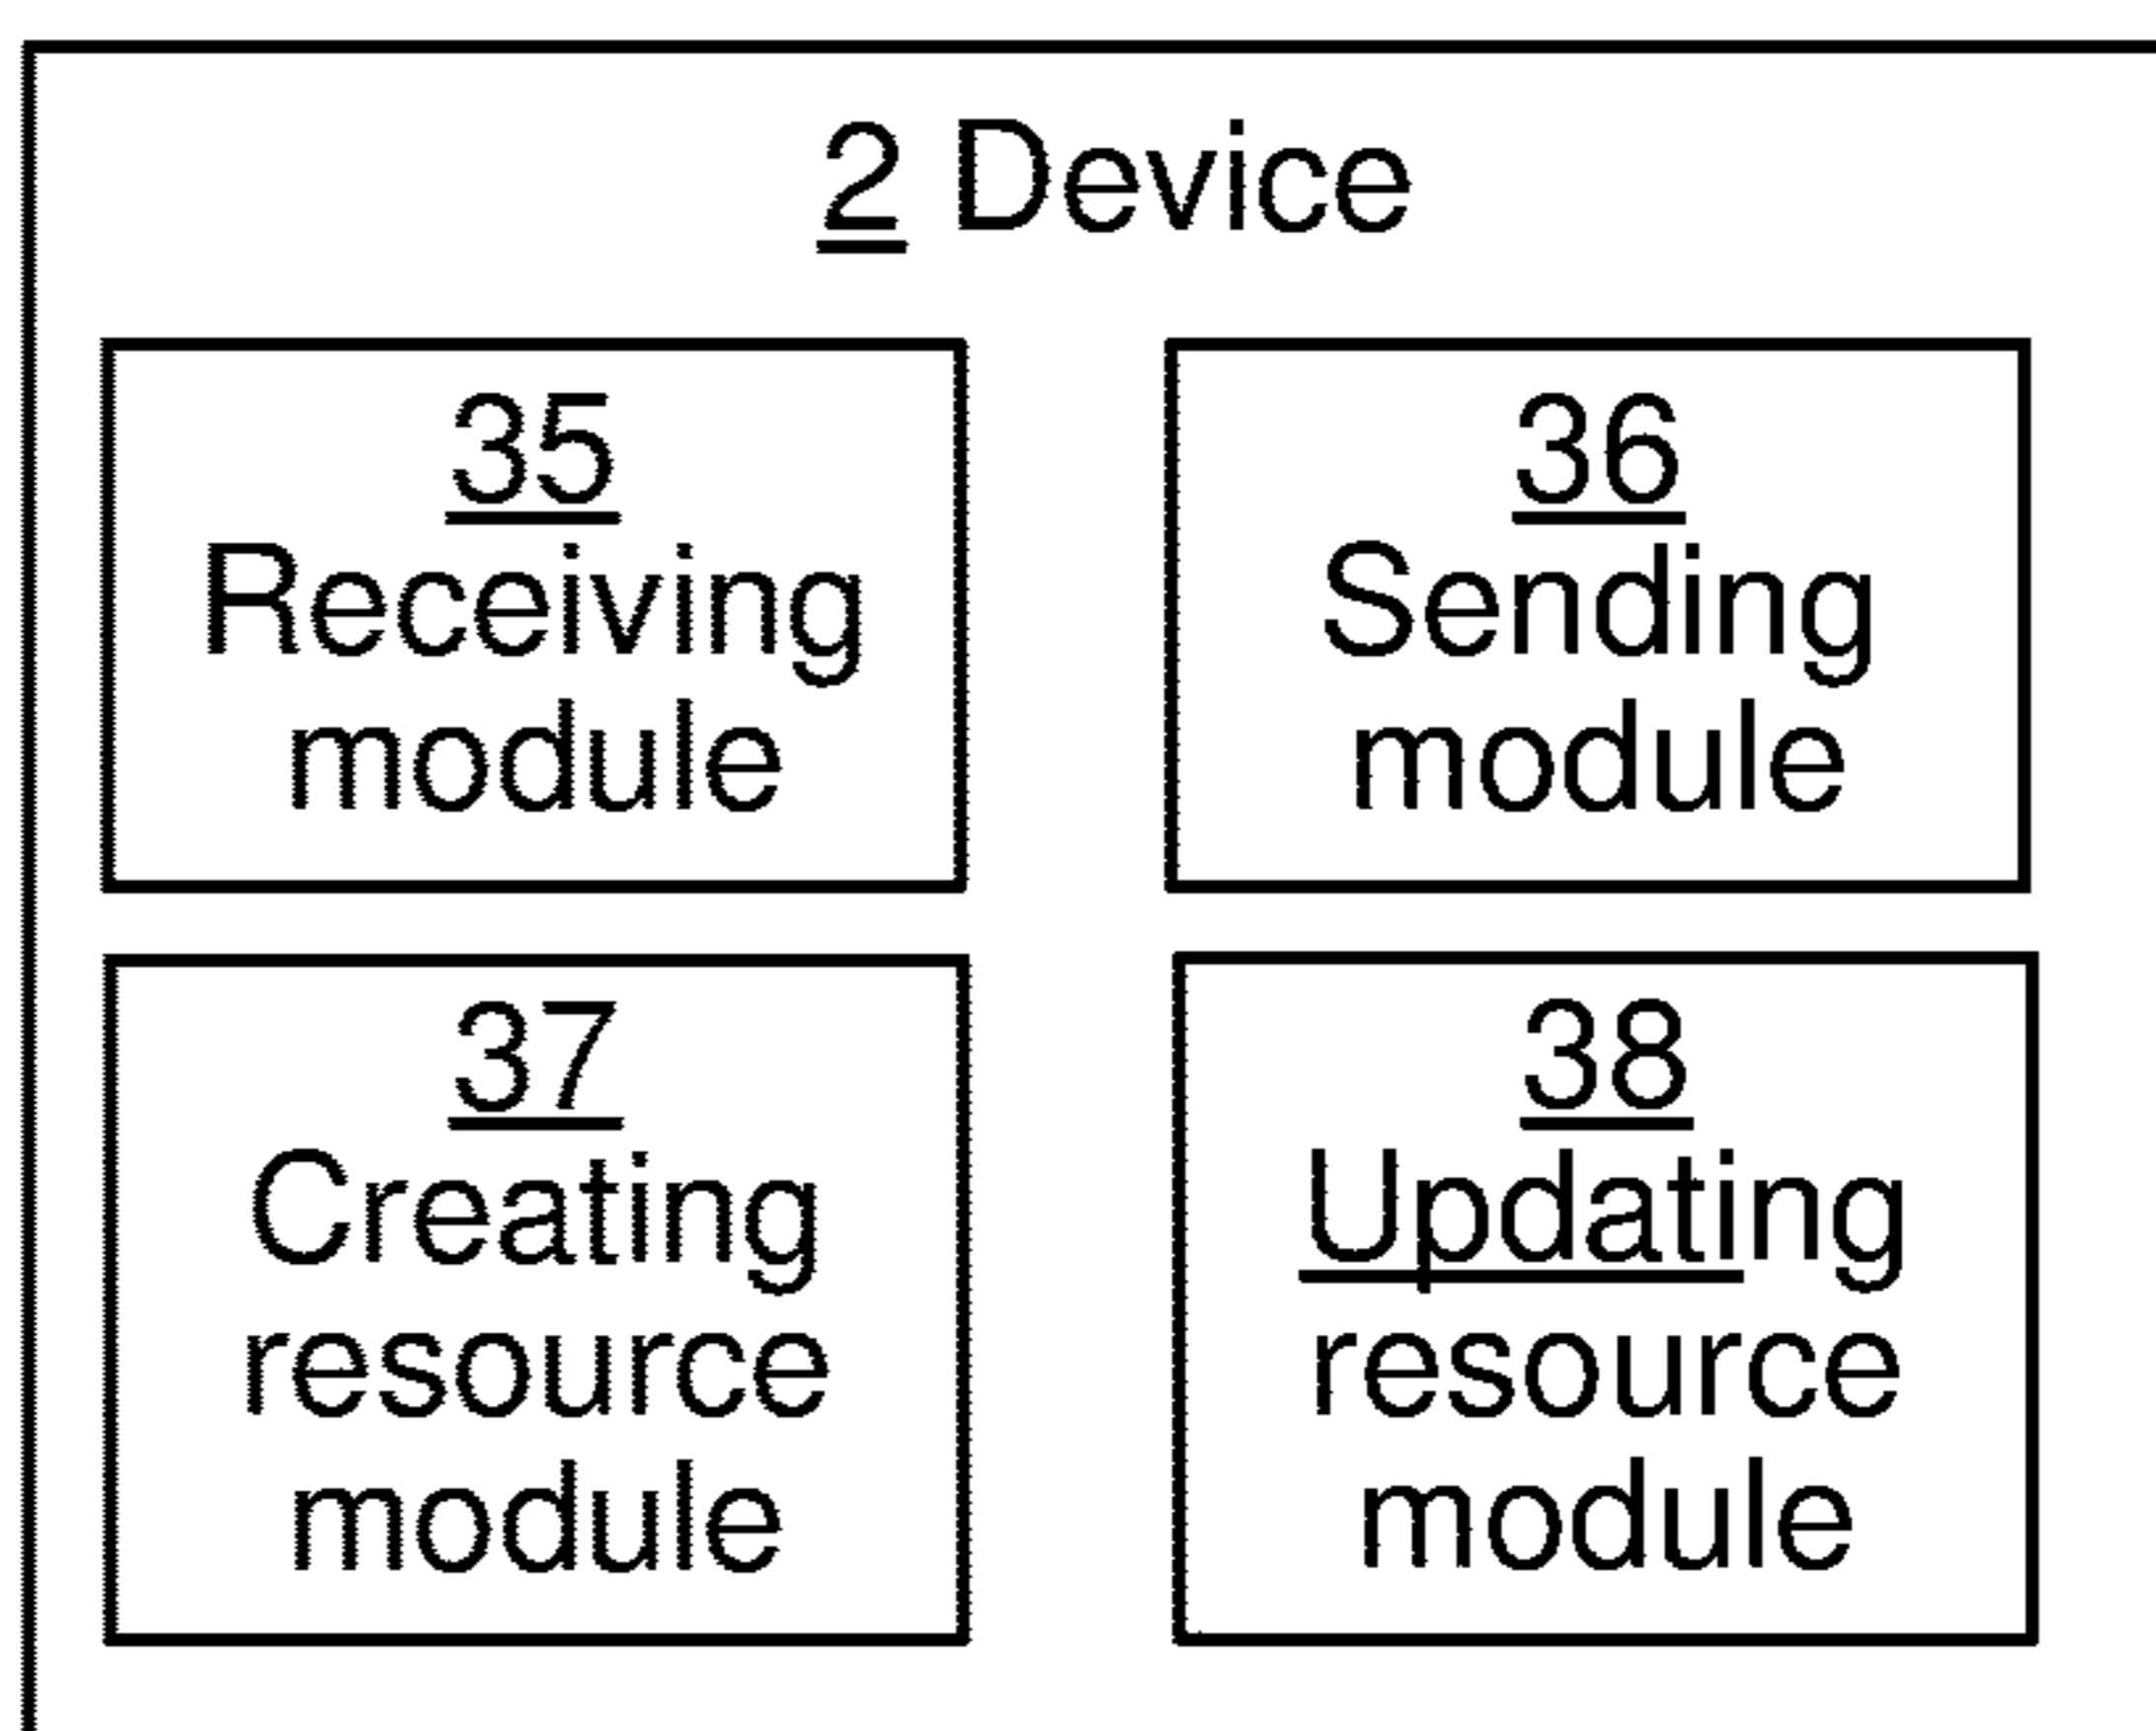 2 Device
35
Receiving
module
36
Sending
module
37
Creating
resource
module
38
Updating
resource
module